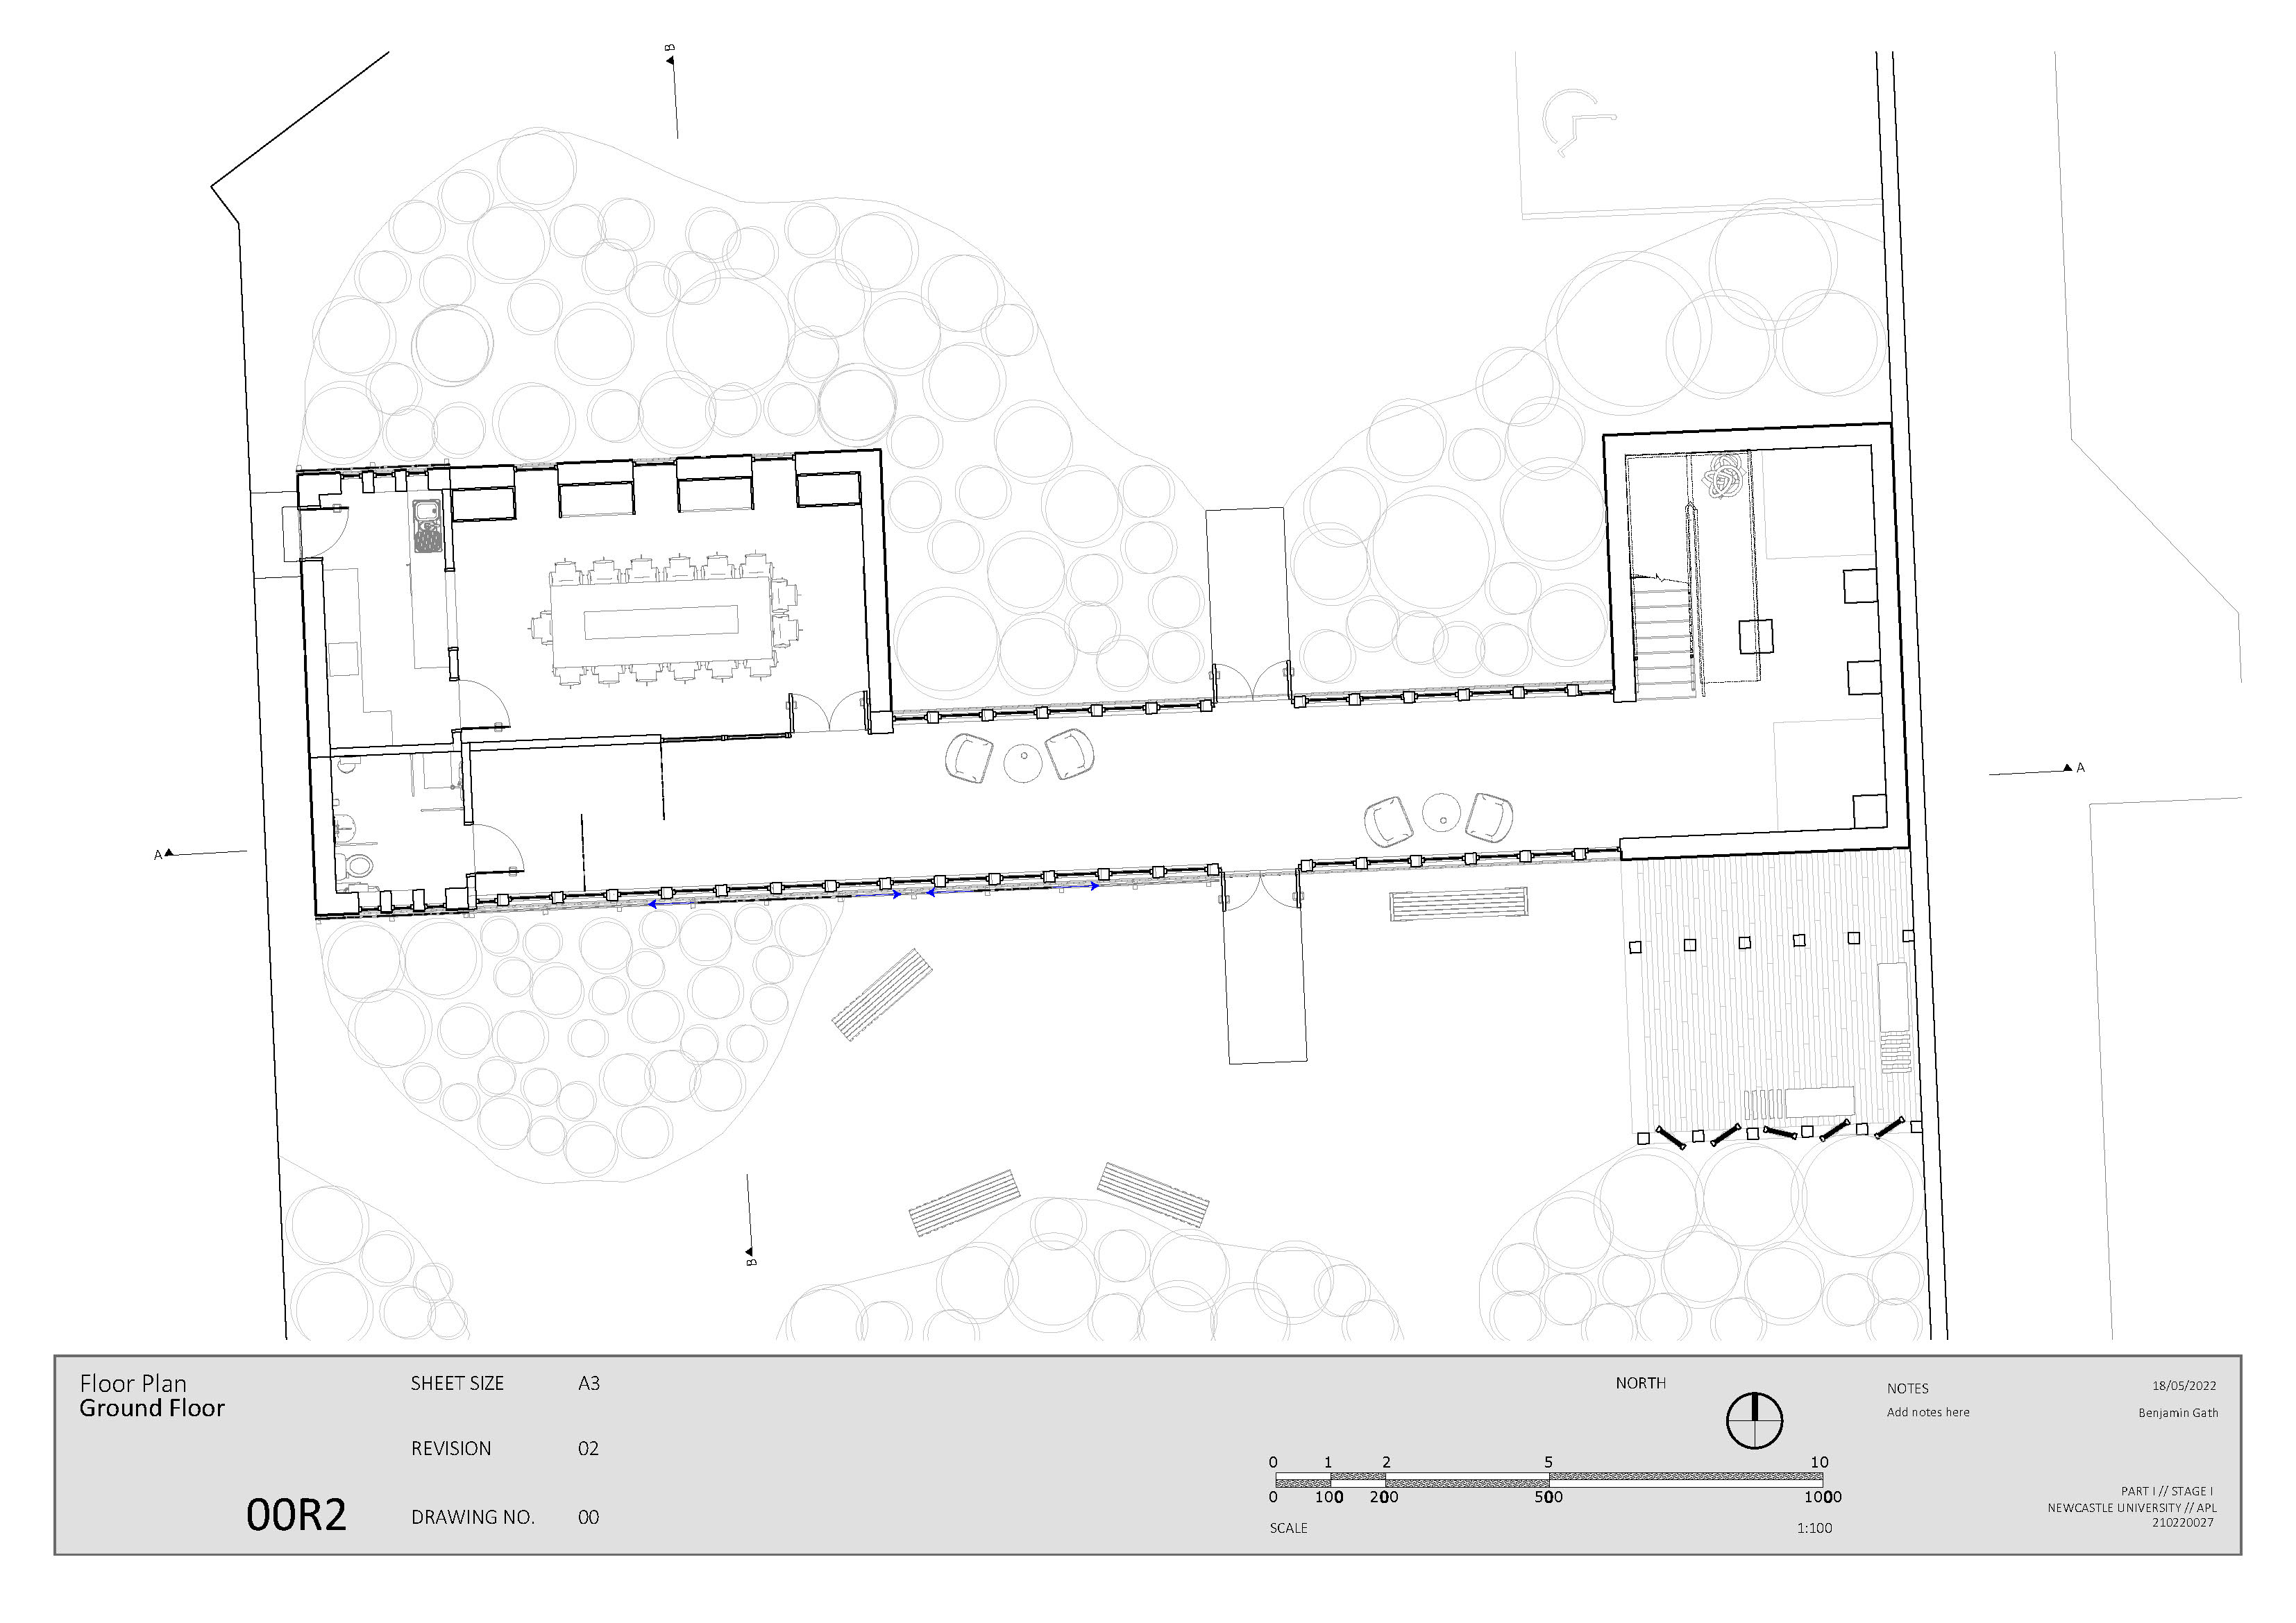 B
A
A
B
Floor Plan
Ground Floor
00R2
SHEET SIZE A3
REVISION 02
DRAWING NO. 00
NORTH
0 1 2 5 10
0 100 200 500 1000
SCALE 1:100
NOTES
Add notes here
18/05/2022
Benjamin Gath
PART I // STAGE I
NEWCASTLE UNIVERSITY // APL
210220027